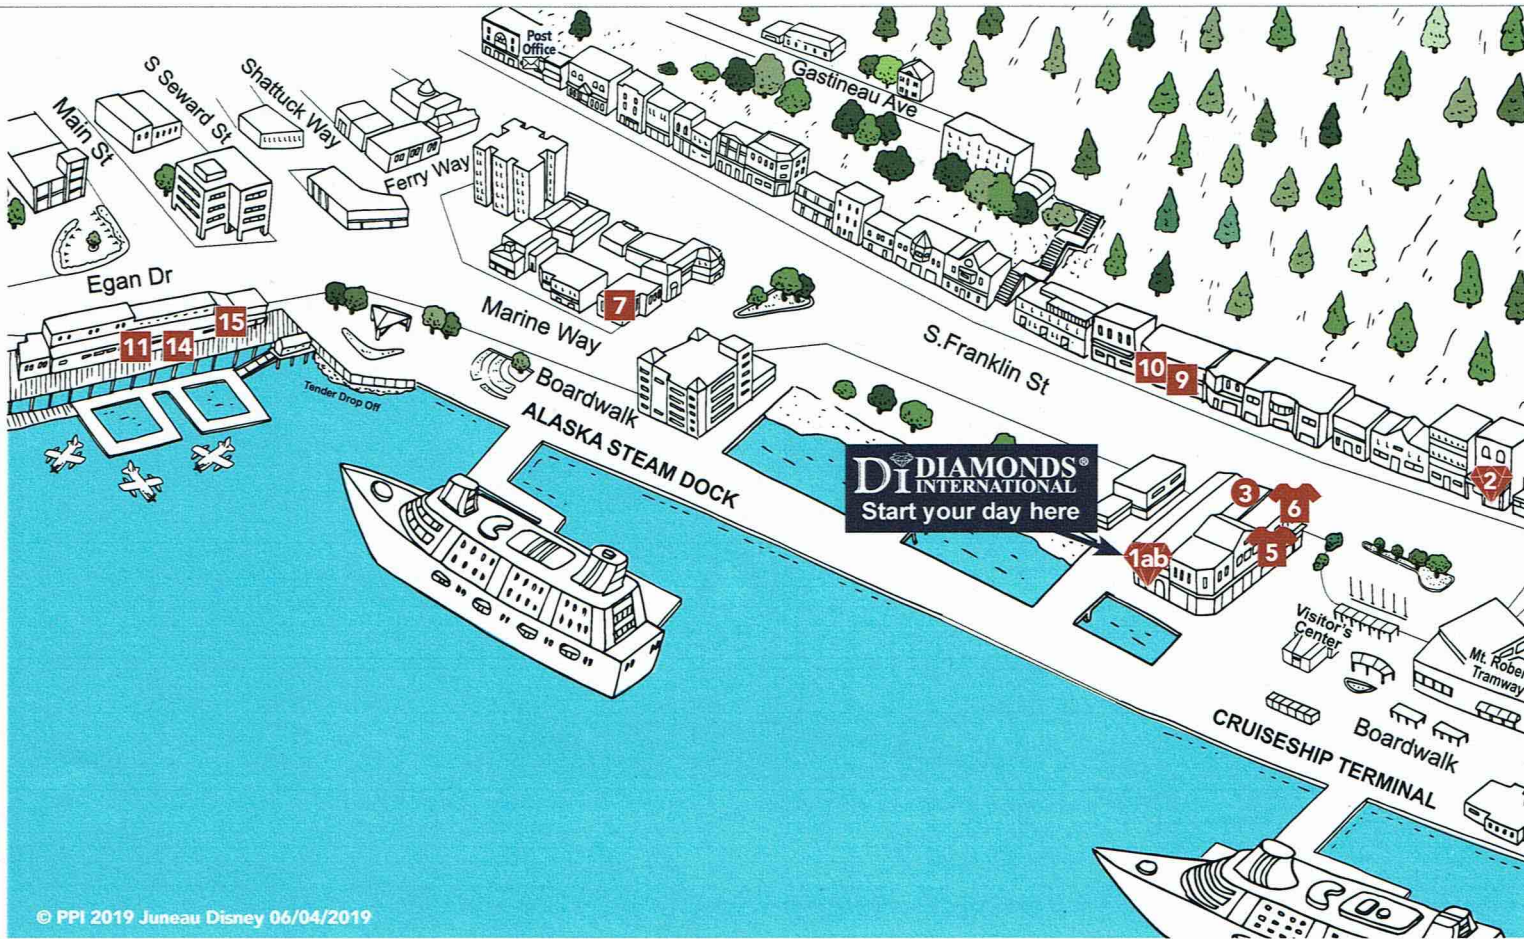 Post
Office
Gastineau Ave
Main St
S Seward St
Shattuck Way
Ferry Way
Egan Dr
11
14
15
7
Marine Way
Tender Drop Off
Boardwalk
ALASKA STEAM DOCK
S.Franklin St
10
9
2
Di DIAMONDS®
INTERNATIONAL
Start your day here
3
6
5
1ab
Visitor's
Center
Mt. Rober
Tramway
Boardwalk
CRUISESHIP TERMINAL
© PPI 2019 Juneau Disney 06/04/2019